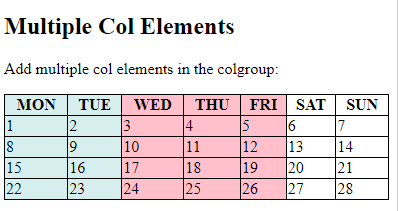 Multiple Col Elements
Add multiple col elements in the colgroup:
MON TUE WED THU FRI SAT SUN
1 2 3 4 5 6 7
8 9 10 11 12 13 14
15 16 17 18 19 20 21
22 23 24 25 26 27 28